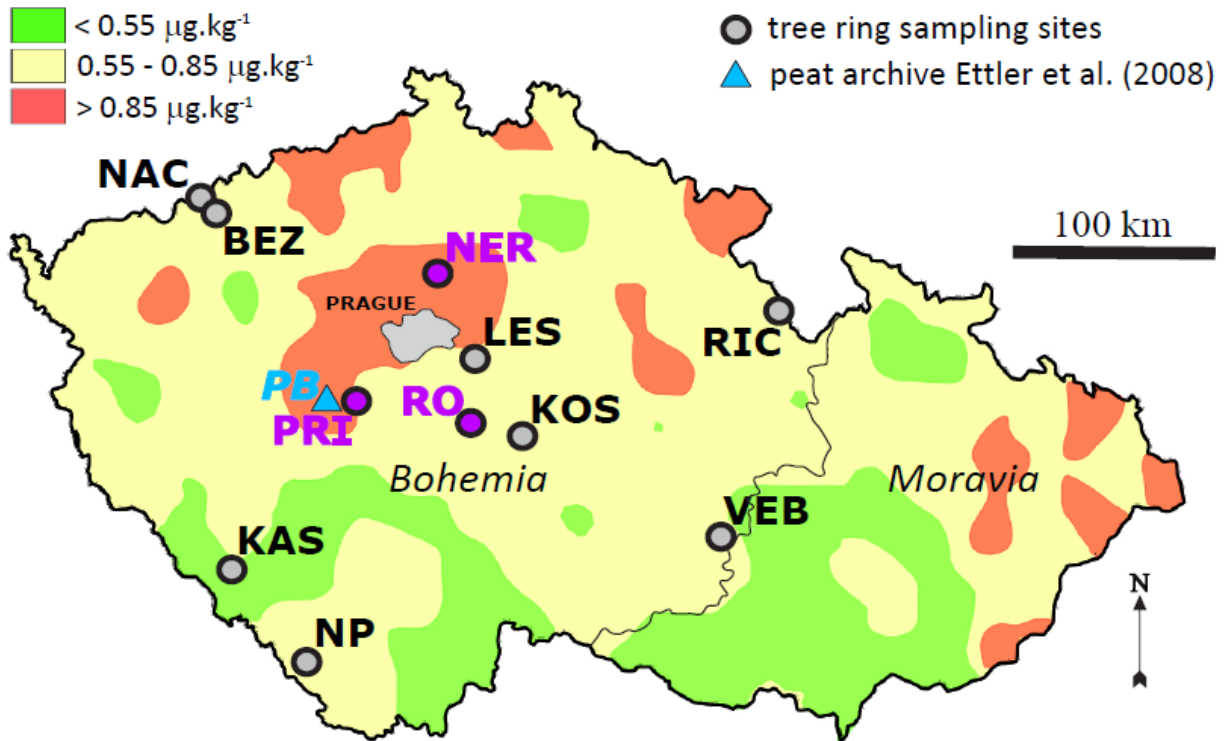 < 0.55 μg.kg⁻¹
0.55 - 0.85 μg.kg⁻¹
> 0.85 μg.kg⁻¹
tree ring sampling sites
peat archive Ettler et al. (2008)
NAC
BEZ
NER
100 km
PRAGUE
LES
RIC
PB
PRI
RO
KOS
Bohemia
Moravia
VEB
KAS
N
NP